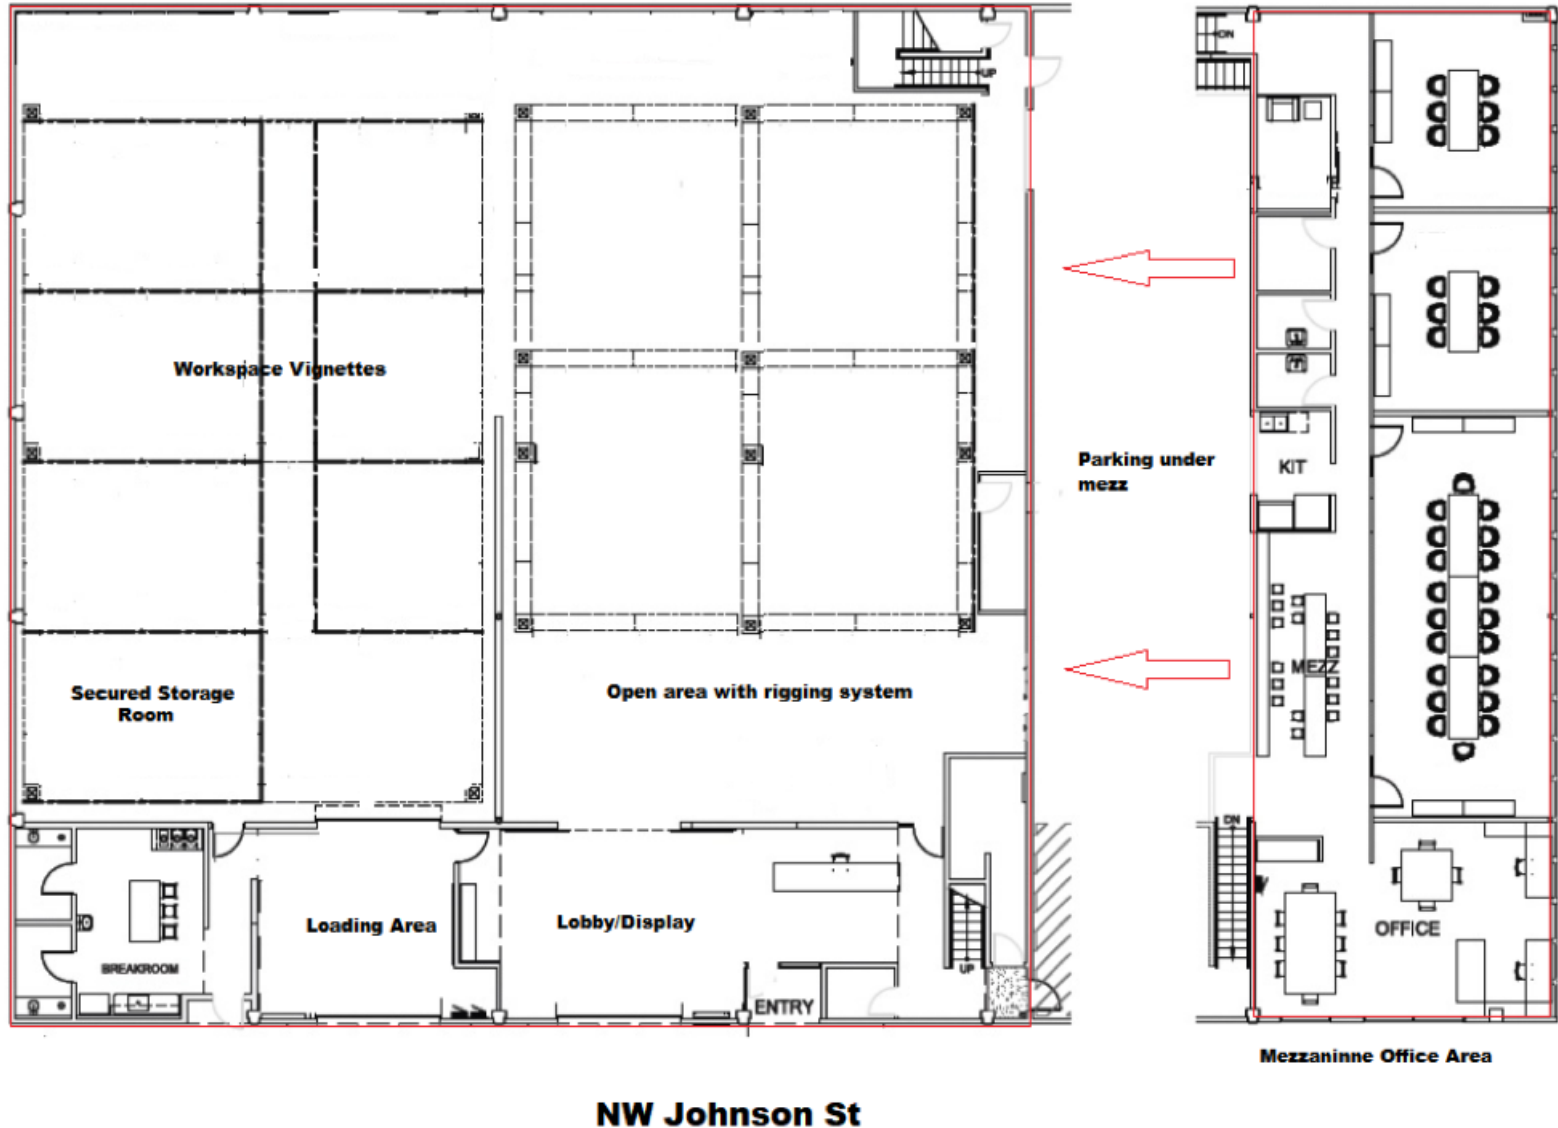 UP
DN
Workspace Vignettes
Parking under
mezz
KIT
MEZZ
Secured Storage
Room
Open area with rigging system
DN
Loading Area
Lobby/Display
OFFICE
BREAKROOM
UP
ENTRY
Mezzaninne Office Area
NW Johnson St